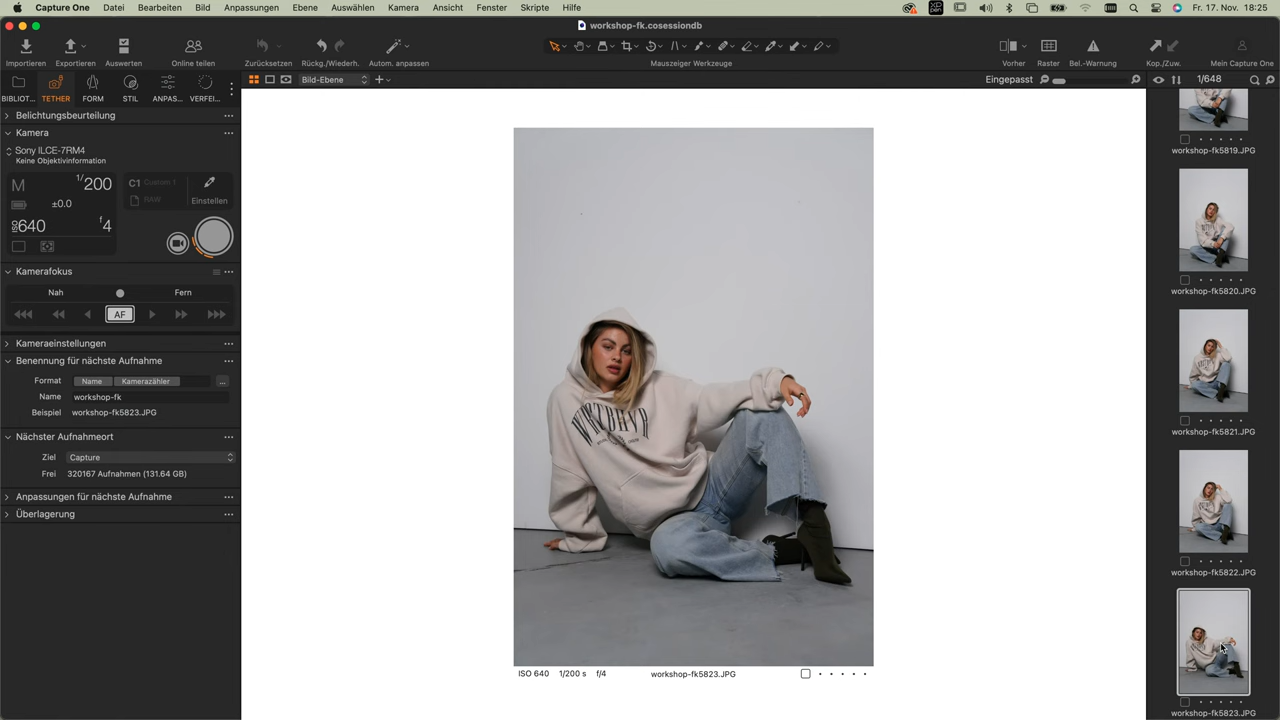 Capture One Datei Bearbeiten Bild Anpassungen Ebene Auswählen Kamera Ansicht Fenster Skripte Hilfe Fr. 17. Nov. 18:25
workshop-fk.cosessiondb
Importieren Exportieren Auswerten Online teilen Zurücksetzen Rückg./Wiederh. Autom. anpassen Mauszeiger Werkzeuge Vorher Raster Bel.-Warnung Kop./Zuw. Mein Capture One
BIBLIOT... TETHER FORM STIL ANPAS... VERFEI...
Bild-Ebene
Eingepasst
1/648
Belichtungsbeurteilung
Kamera
Sony ILCE-7RM4
Keine Objektivinformation
M 1/200
±0.0
ISO 640 f 4
C1 Custom 1
RAW
Einstellen
Kamerafokus
Nah Fern
AF
Kameraeinstellungen
Benennung für nächste Aufnahme
Format Name Kamerazähler ...
Name workshop-fk
Beispiel workshop-fk5823.JPG
Nächster Aufnahmeort
Ziel Capture
Frei 320167 Aufnahmen (131.64 GB)
Anpassungen für nächste Aufnahme
Überlagerung
ISO 640 1/200 s f/4 workshop-fk5823.JPG
workshop-fk5819.JPG
workshop-fk5820.JPG
workshop-fk5821.JPG
workshop-fk5822.JPG
workshop-fk5823.JPG